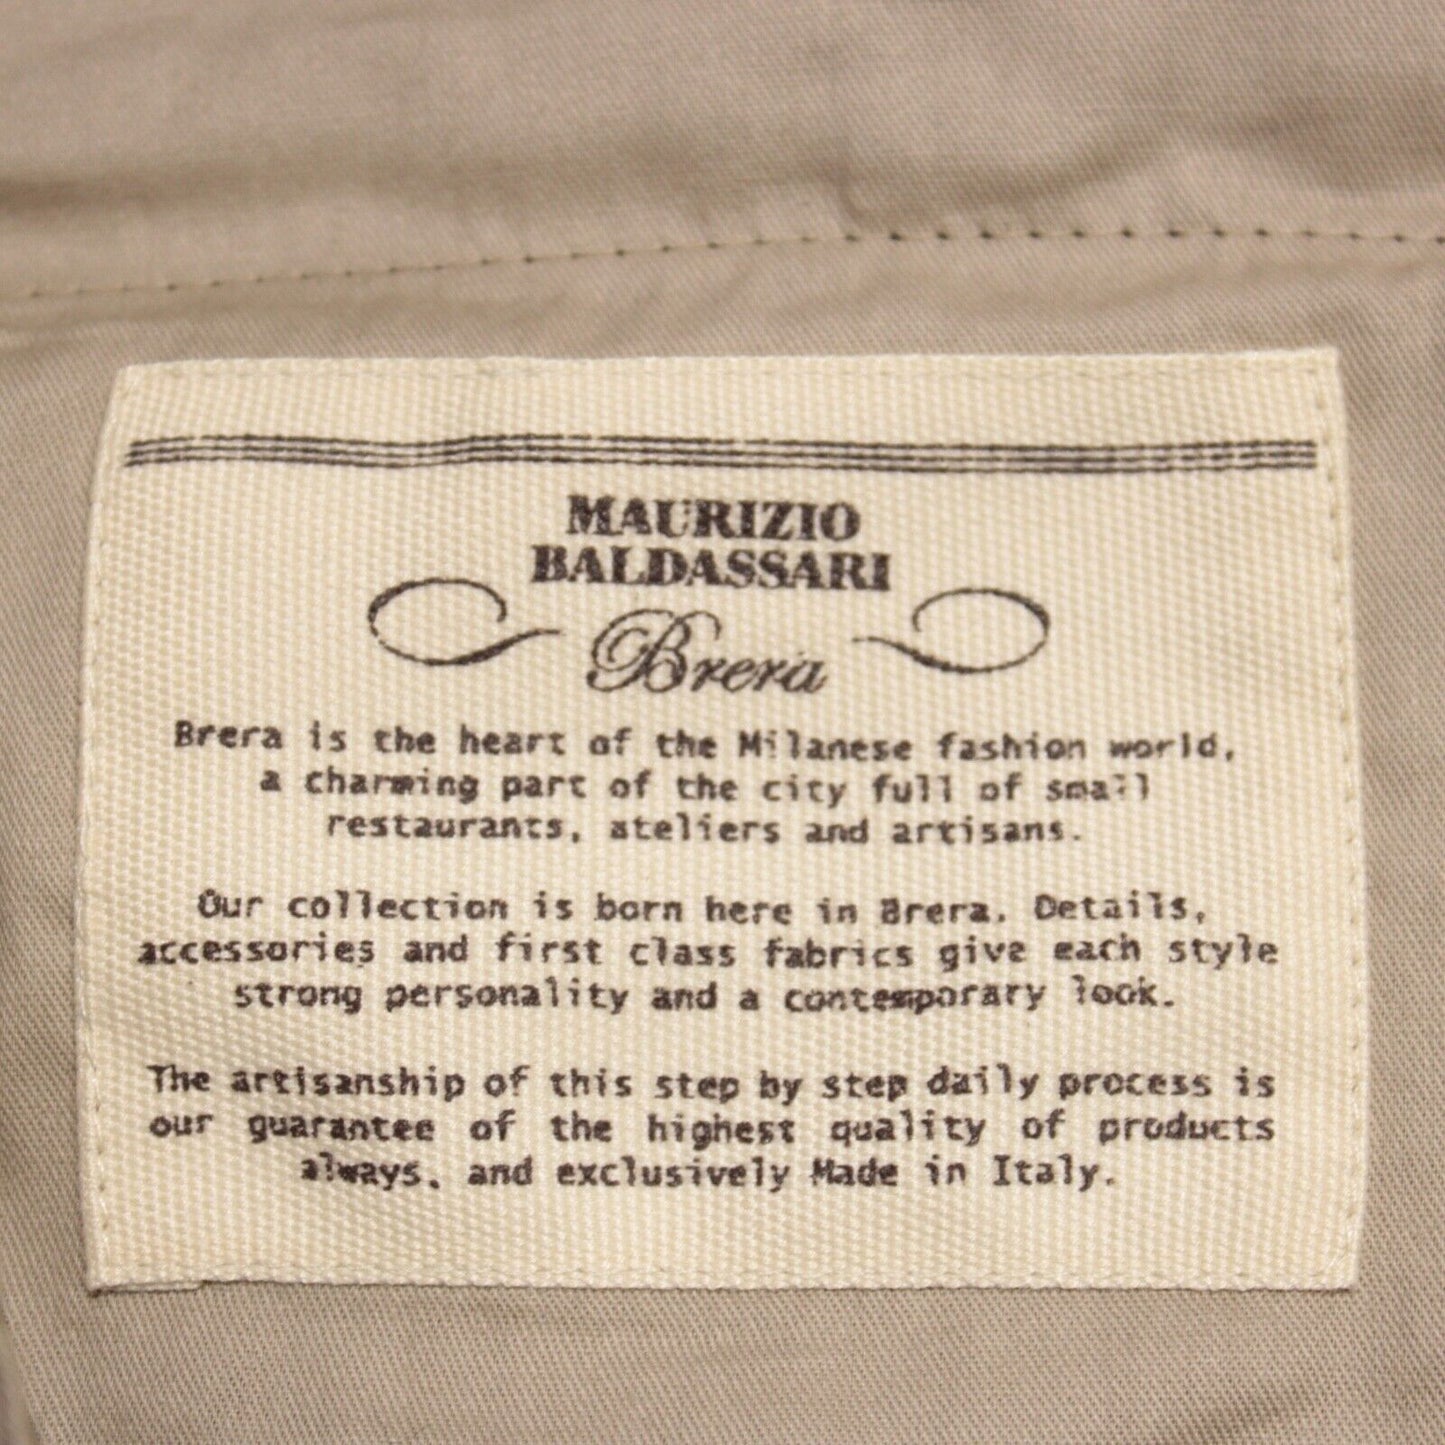 MAURIZIO
BALDASSARI
Brera
Brera is the heart of the Milanese fashion world,
a charming part of the city full of small
restaurants, ateliers and artisans.
Our collection is born here in Brera. Details,
accessories and first class fabrics give each style
strong personality and a contemporary look.
The artisanship of this step by step daily process is
our guarantee of the highest quality of products
always, and exclusively Made in Italy.